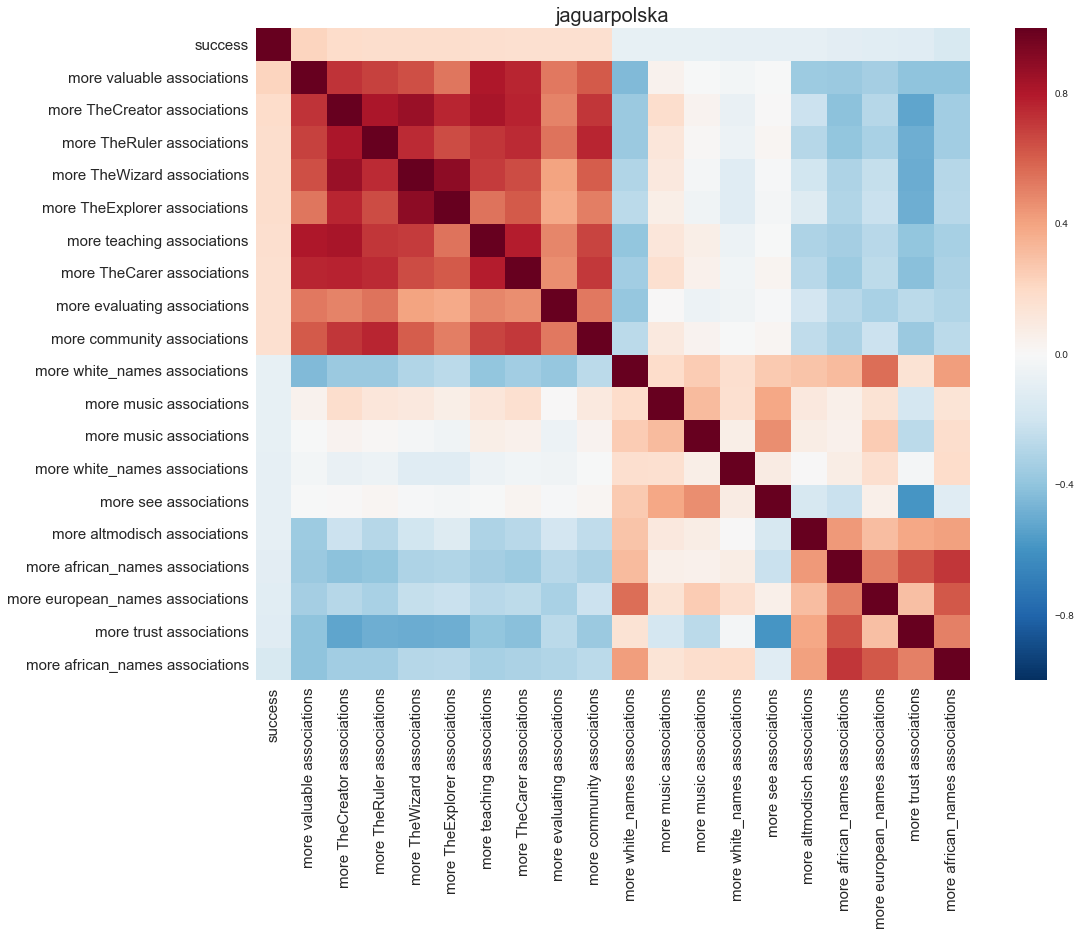 jaguarpolska
success
more valuable associations
more TheCreator associations
more TheRuler associations
more TheWizard associations
more TheExplorer associations
more teaching associations
more TheCarer associations
more evaluating associations
more community associations
more white_names associations
more music associations
more music associations
more white_names associations
more see associations
more altmodisch associations
more african_names associations
more european_names associations
more trust associations
more african_names associations
success
more valuable associations
more TheCreator associations
more TheRuler associations
more TheWizard associations
more TheExplorer associations
more teaching associations
more TheCarer associations
more evaluating associations
more community associations
more white_names associations
more music associations
more music associations
more white_names associations
more see associations
more altmodisch associations
more african_names associations
more european_names associations
more trust associations
more african_names associations
0.8
0.4
0.0
−0.4
−0.8